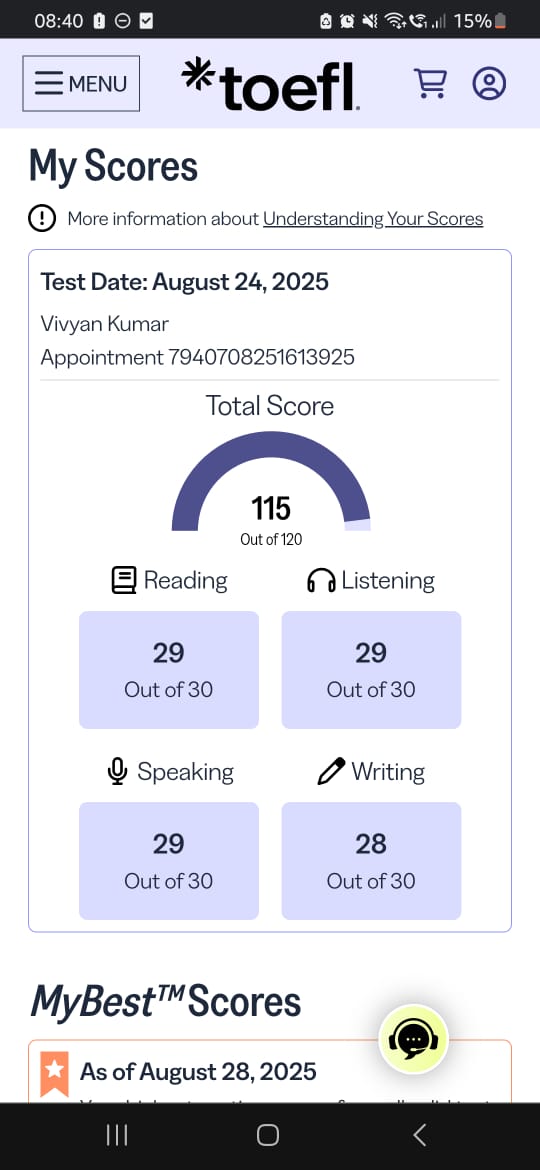 08:40 15%
MENU
toefl.
My Scores
More information about Understanding Your Scores
Test Date: August 24, 2025
Vivyan Kumar
Appointment 7940708251613925
Total Score
115
Out of 120
Reading Listening
29 29
Out of 30 Out of 30
Speaking Writing
29 28
Out of 30 Out of 30
MyBest™ Scores
As of August 28, 2025